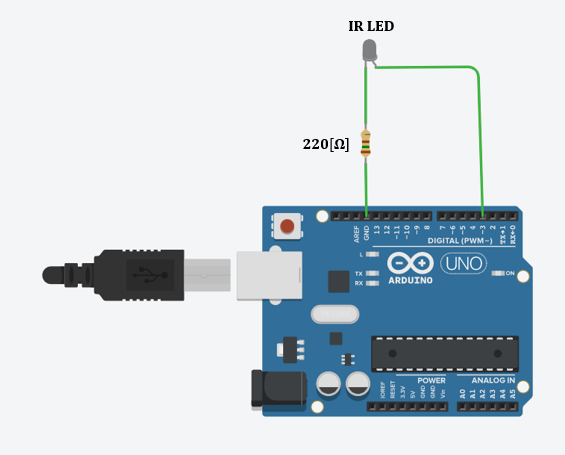 IR LED
220[Ω]
AREF
GND
13
12
~11
~10
~9
8
7
~6
~5
4
~3
2
TX→1
RX←0
DIGITAL (PWM~)
L
TX
RX
UNO
ARDUINO
ON
POWER
ANALOG IN
IOREF
RESET
3.3V
5V
GND
GND
Vin
A0
A1
A2
A3
A4
A5